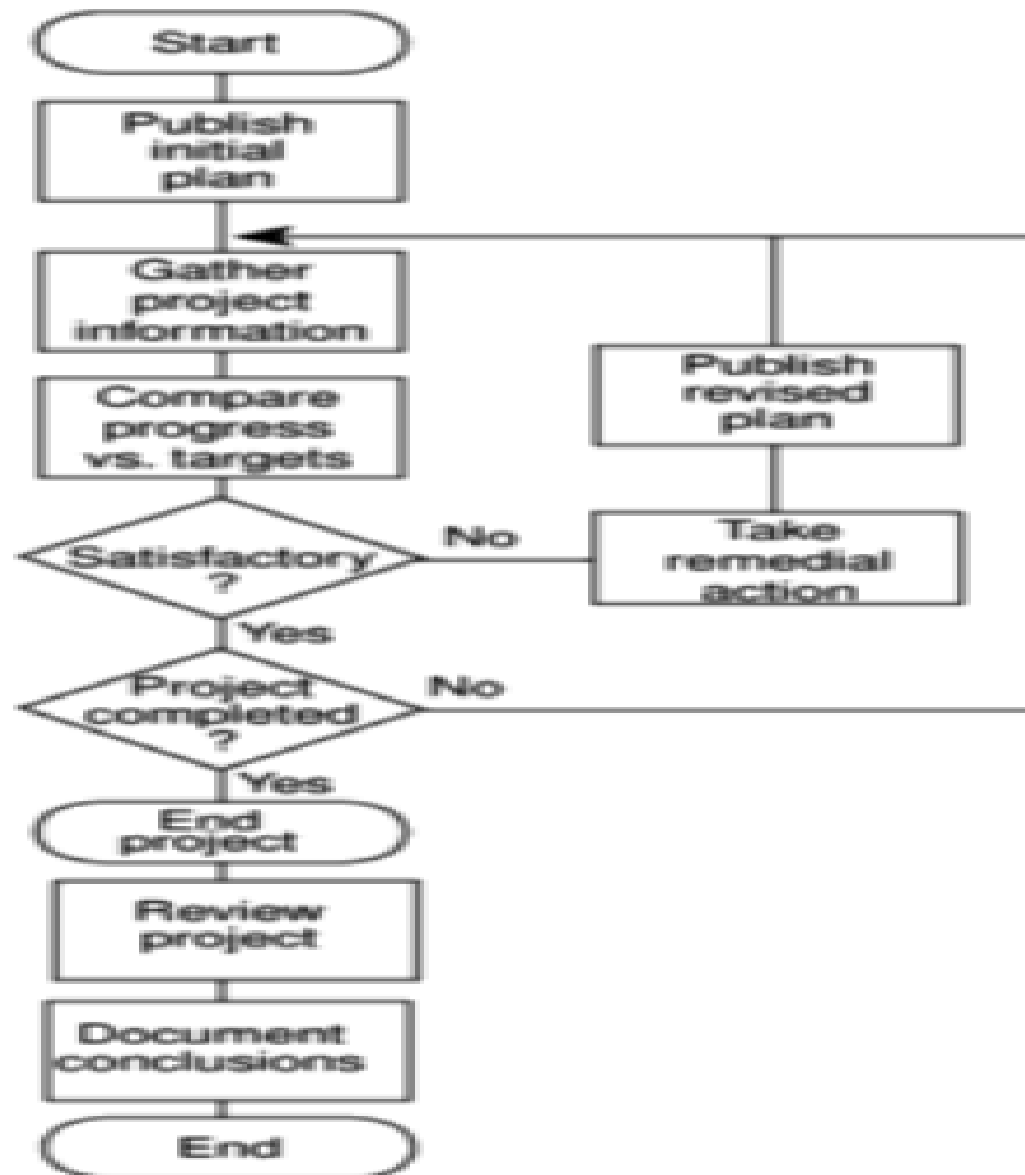 Start
Publish
initial
plan
Gather
project
information
Compare
progress
vs. targets
Satisfactory
?
No
Take
remedial
action
Publish
revised
plan
Yes
Project
completed
?
No
Yes
End
project
Review
project
Document
conclusions
End